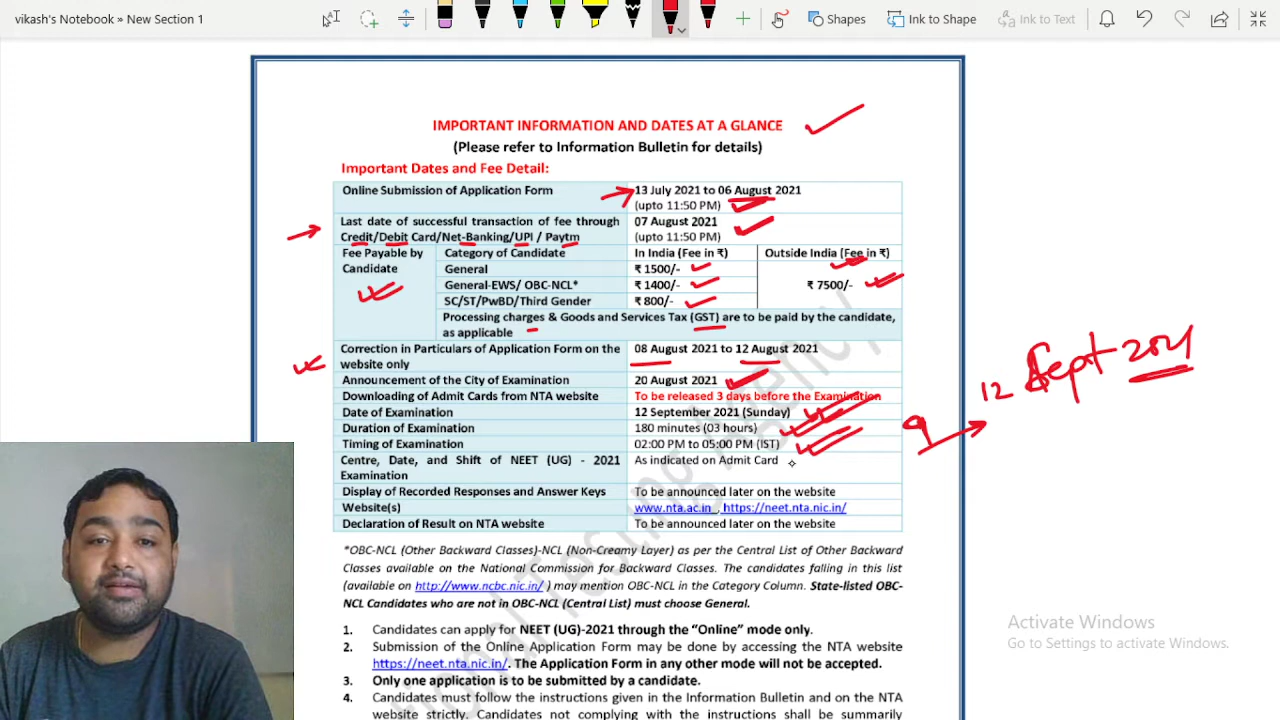 vikash's Notebook » New Section 1
Shapes
Ink to Shape
Ink to Text
IMPORTANT INFORMATION AND DATES AT A GLANCE
(Please refer to Information Bulletin for details)
Important Dates and Fee Detail:
Online Submission of Application Form
13 July 2021 to 06 August 2021
(upto 11:50 PM)
Last date of successful transaction of fee through
Credit/Debit Card/Net-Banking/UPI / Paytm
07 August 2021
(upto 11:50 PM)
Fee Payable by
Candidate
Category of Candidate
In India (Fee in ₹)
Outside India (Fee in ₹)
General
₹ 1500/-
General-EWS/ OBC-NCL*
₹ 1400/-
₹ 7500/-
SC/ST/PwBD/Third Gender
₹ 800/-
Processing charges & Goods and Services Tax (GST) are to be paid by the candidate,
as applicable
Correction in Particulars of Application Form on the
website only
08 August 2021 to 12 August 2021
Announcement of the City of Examination
20 August 2021
Downloading of Admit Cards from NTA website
To be released 3 days before the Examination
Date of Examination
12 September 2021 (Sunday)
Duration of Examination
180 minutes (03 hours)
Timing of Examination
02:00 PM to 05:00 PM (IST)
Centre, Date, and Shift of NEET (UG) - 2021
Examination
As indicated on Admit Card
Display of Recorded Responses and Answer Keys
To be announced later on the website
Website(s)
www.nta.ac.in , https://neet.nta.nic.in/
Declaration of Result on NTA website
To be announced later on the website
9
12 Sept 2021
*OBC-NCL (Other Backward Classes)-NCL (Non-Creamy Layer) as per the Central List of Other Backward
Classes available on the National Commission for Backward Classes. The candidates falling in this list
(available on http://www.ncbc.nic.in/ ) may mention OBC-NCL in the Category Column. State-listed OBC-
NCL Candidates who are not in OBC-NCL (Central List) must choose General.
1. Candidates can apply for NEET (UG)-2021 through the “Online” mode only.
2. Submission of the Online Application Form may be done by accessing the NTA website
https://neet.nta.nic.in/. The Application Form in any other mode will not be accepted.
3. Only one application is to be submitted by a candidate.
4. Candidates must follow the instructions given in the Information Bulletin and on the NTA
website strictly. Candidates not complying with the instructions shall be summarily
Activate Windows
Go to Settings to activate Windows.